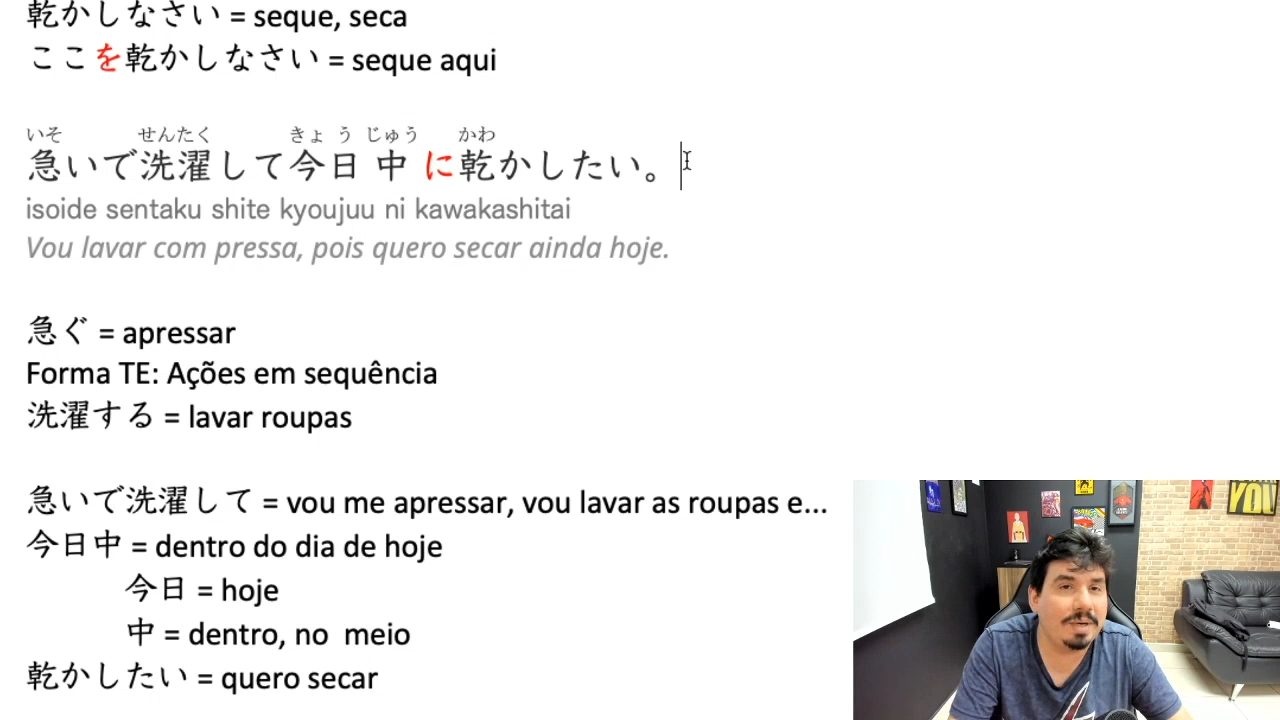 乾かしなさい = seque, seca
ここを乾かしなさい = seque aqui
いそ せんたく きょ う じゅう かわ
急いで洗濯して今日 中 に乾かしたい。
isoide sentaku shite kyoujuu ni kawakashitai
Vou lavar com pressa, pois quero secar ainda hoje.
急ぐ = apressar
Forma TE: Ações em sequência
洗濯する = lavar roupas
急いで洗濯して = vou me apressar, vou lavar as roupas e...
今日中 = dentro do dia de hoje
今日 = hoje
中 = dentro, no meio
乾かしたい = quero secar
YOU